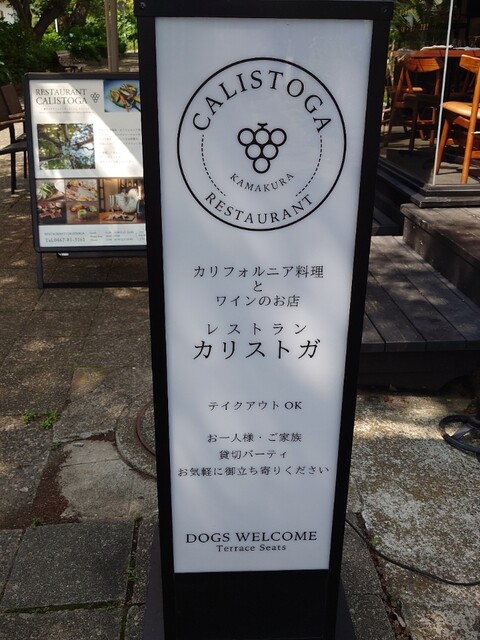 RESTAURANT
CALISTOGA
CALISTOGA
KAMAKURA
RESTAURANT
カリフォルニア料理
と
ワインのお店
レストラン
カリストガ
テイクアウトOK
お一人様・ご家族
貸切パーティ
お気軽に御立ち寄りください
DOGS WELCOME
Terrace Seats